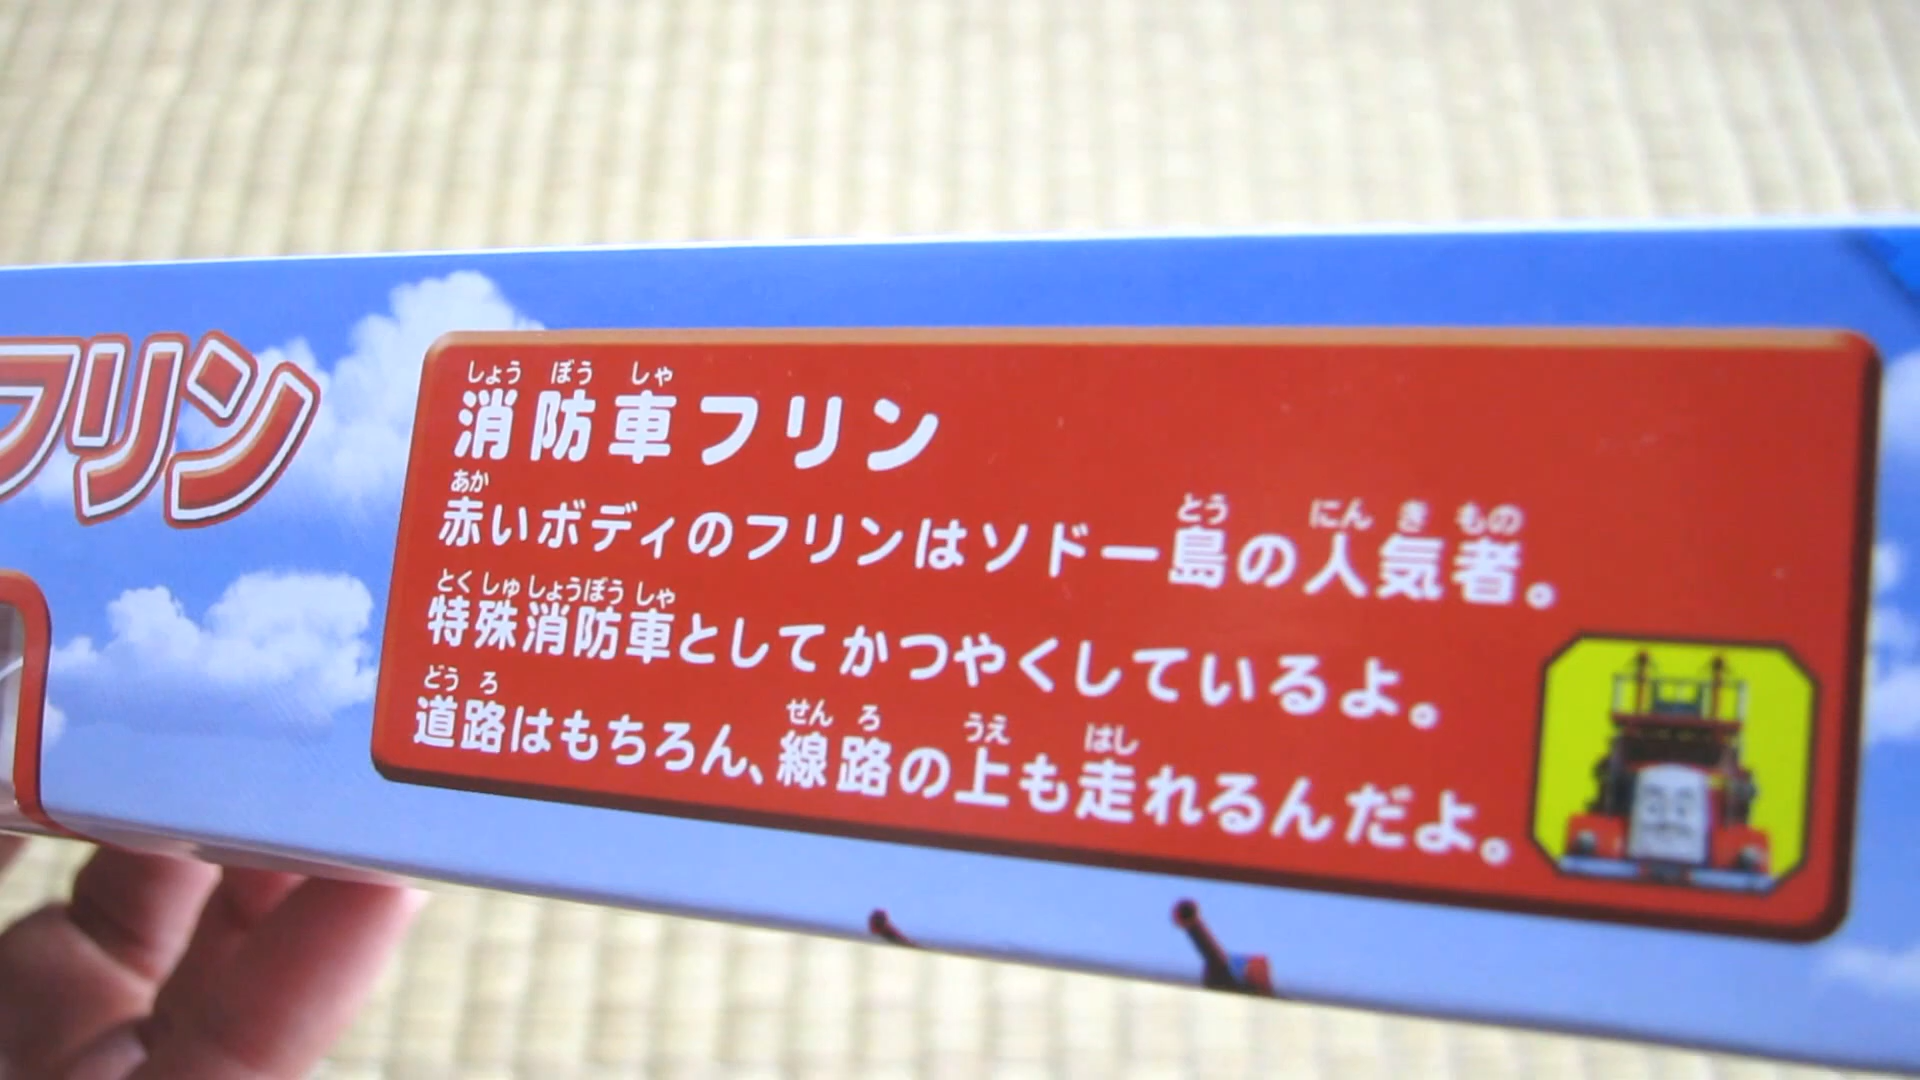 フリン
しょう ぼう しゃ
消防車フリン
あか
赤いボディのフリンはソドー島の人気者。
とう にん き もの
とく しゅ しょうぼう しゃ
特殊消防車としてかつやくしているよ。
どう ろ せん ろ うえ はし
道路はもちろん、線路の上も走れるんだよ。